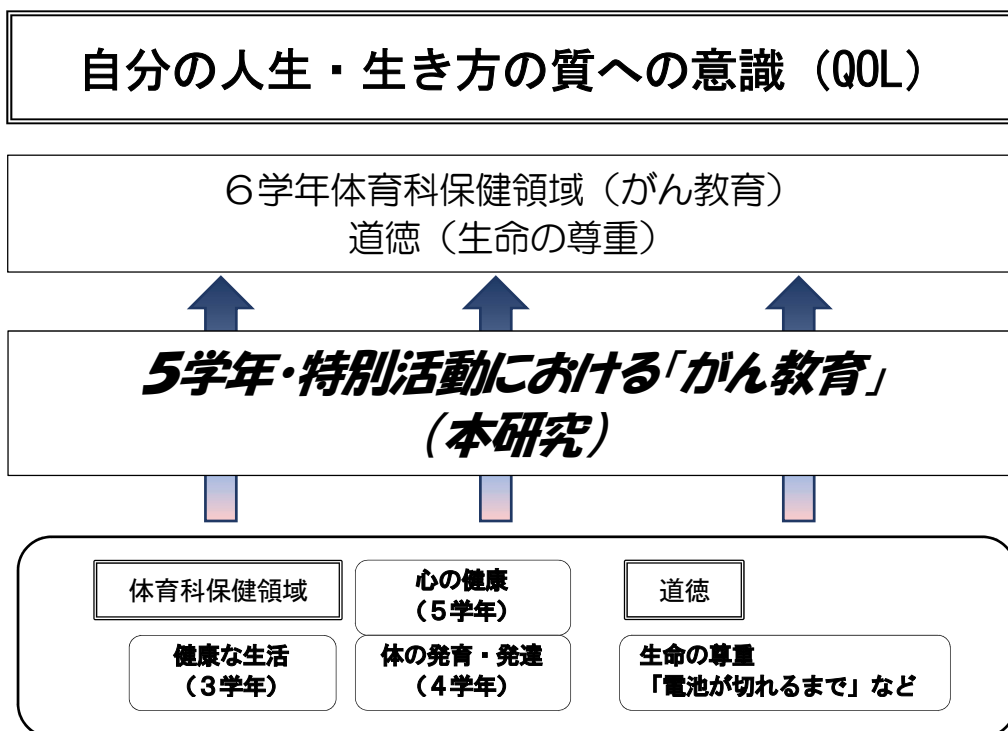 自分の人生・生き方の質への意識（QOL）
６学年体育科保健領域（がん教育）
道徳（生命の尊重）
５学年・特別活動における「がん教育」
（本研究）
体育科保健領域
心の健康
（５学年）
道徳
健康な生活
（３学年）
体の発育・発達
（４学年）
生命の尊重
「電池が切れるまで」など